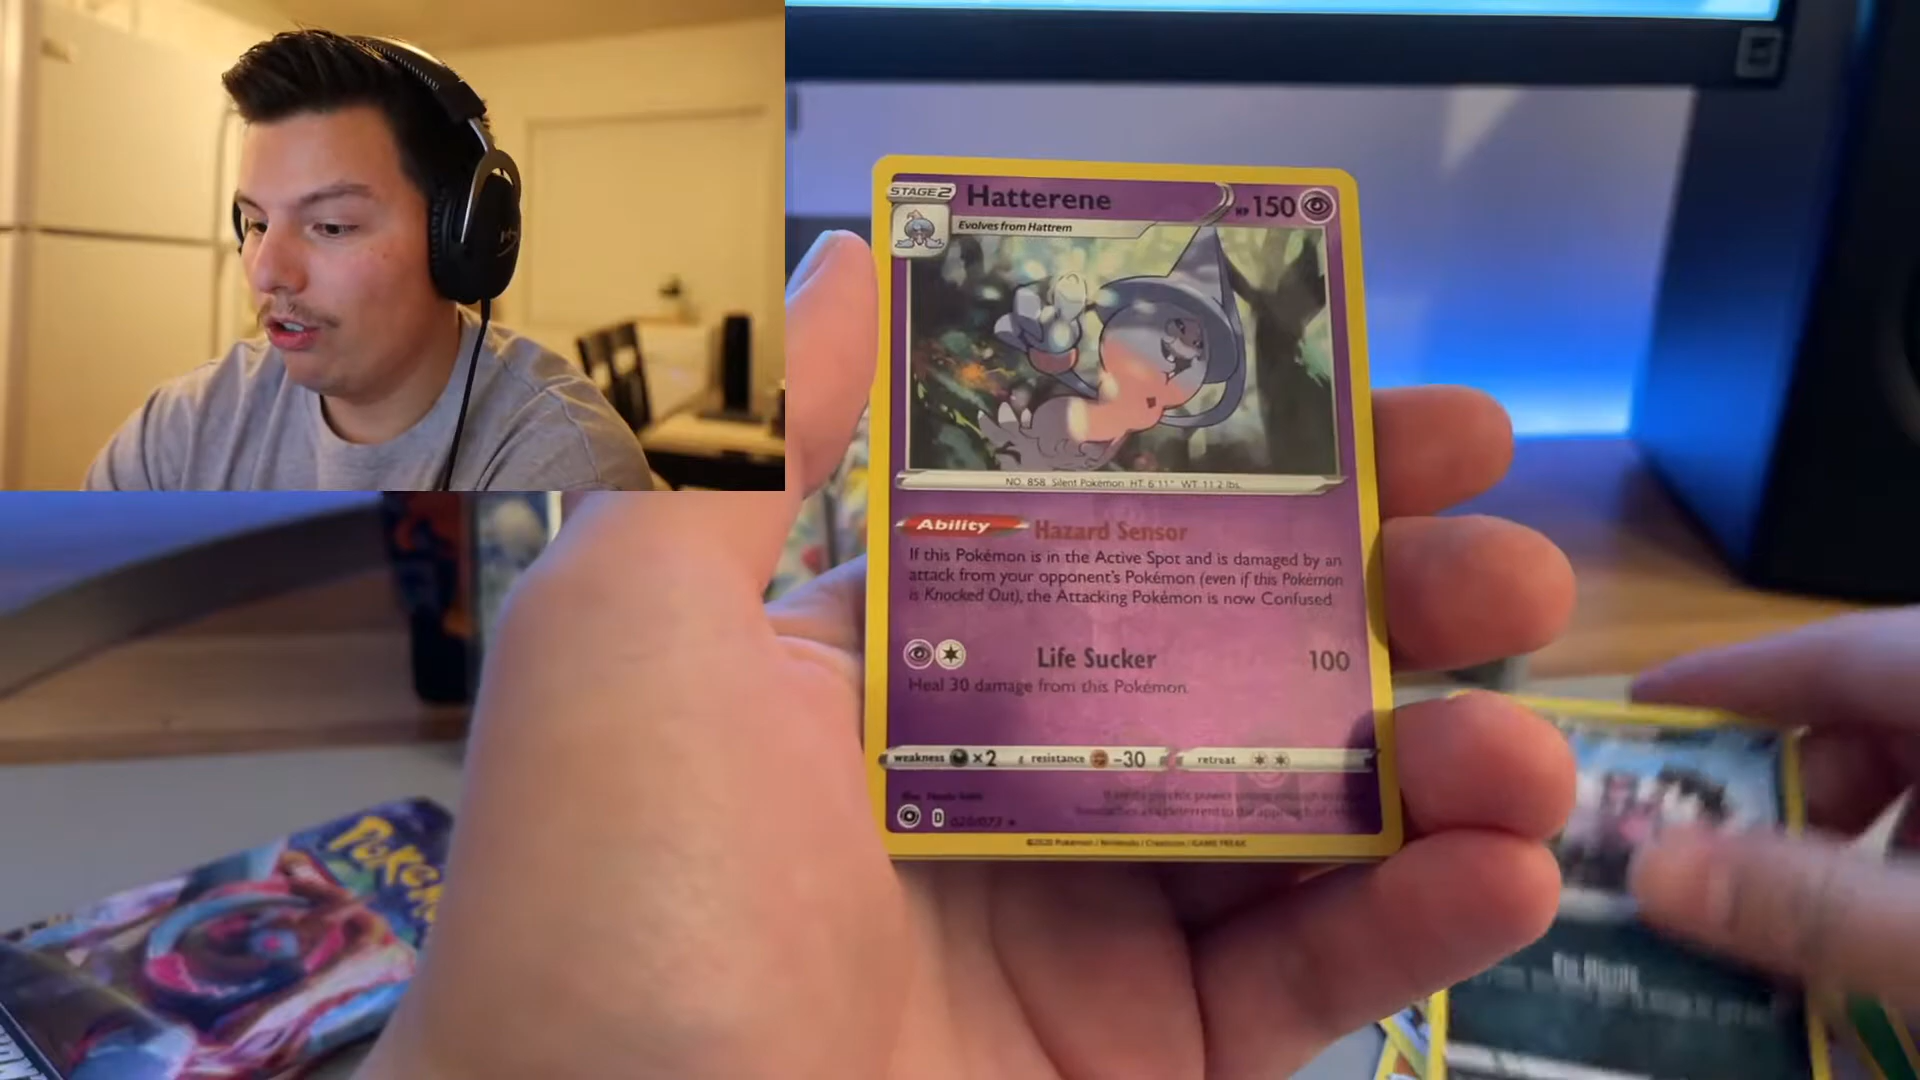 STAGE 2
Hatterene
HP 150
Evolves from Hattrem
NO. 858 Silent Pokémon HT: 6'11" WT: 11.2 lbs.
Ability Hazard Sensor
If this Pokémon is in the Active Spot and is damaged by an
attack from your opponent's Pokémon (even if this Pokémon
is Knocked Out), the Attacking Pokémon is now Confused.
Life Sucker 100
Heal 30 damage from this Pokémon.
weakness ×2 resistance -30 retreat
D 020/073
©2020 Pokémon / Nintendo / Creatures / GAME FREAK
POKéMON